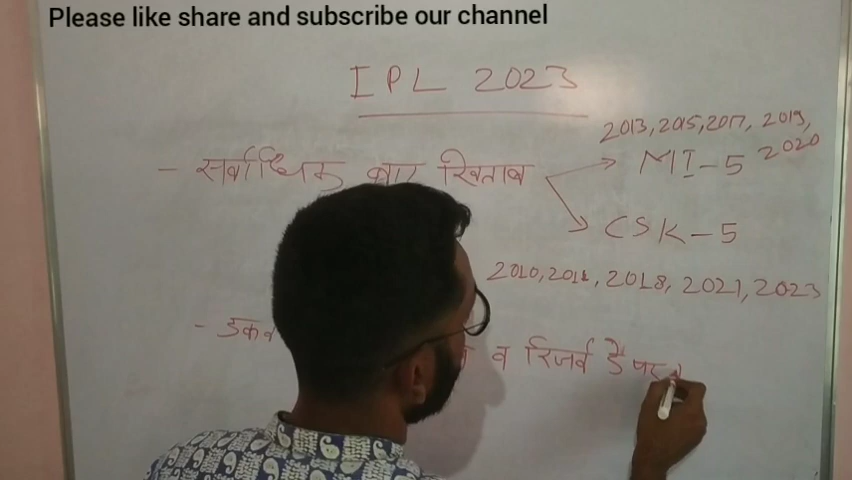 Please like share and subscribe our channel
IPL 2023
2013, 2015, 2017, 2019,
2020
- सर्वाधिक बार खिताब
MI-5
CSK-5
2010, 2011, 2018, 2021, 2023
- व रिजर्व डे पर